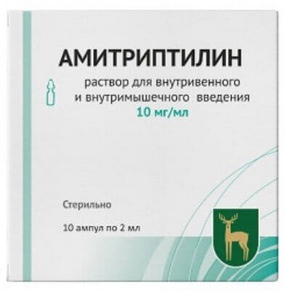 АМИТРИПТИЛИН
раствор для внутривенного
и внутримышечного введения
10 мг/мл
Стерильно
10 ампул по 2 мл